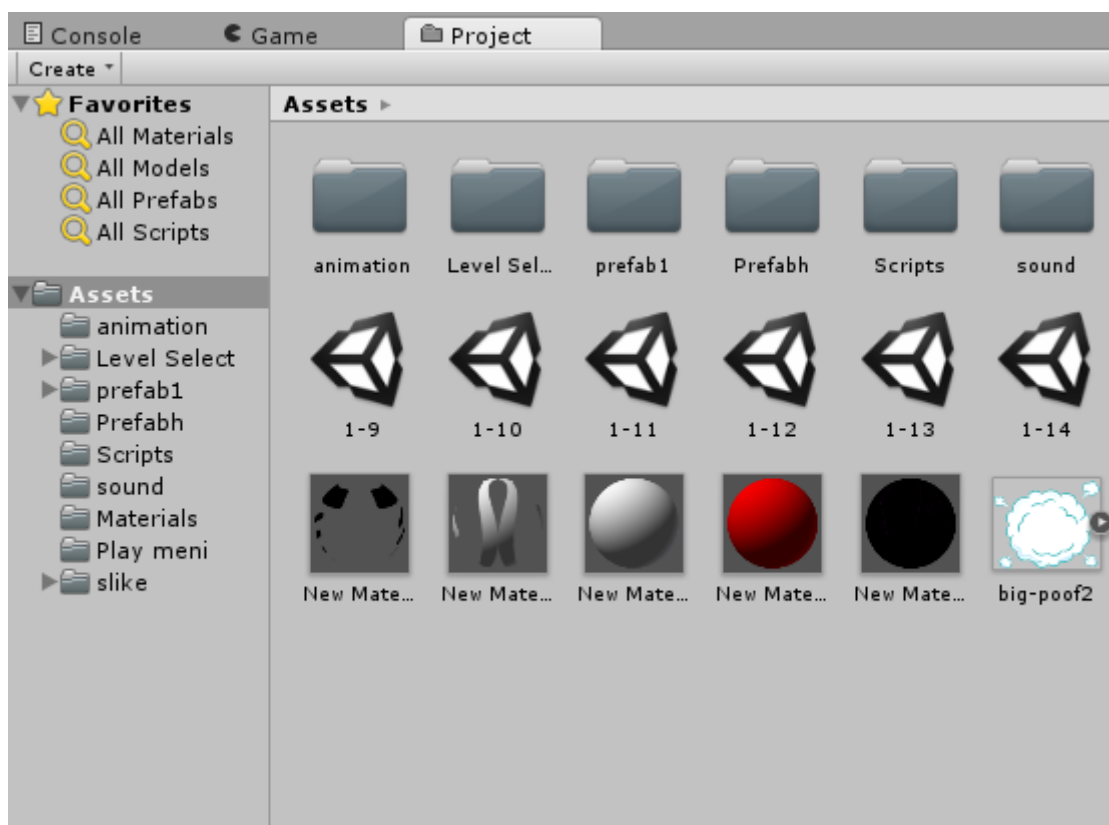 Console Game Project
Create
Favorites
All Materials
All Models
All Prefabs
All Scripts
Assets
animation
Level Select
prefab1
Prefabh
Scripts
sound
Materials
Play meni
slike
Assets
animation Level Sel... prefab1 Prefabh Scripts sound
1-9 1-10 1-11 1-12 1-13 1-14
New Mate... New Mate... New Mate... New Mate... New Mate... big-poof2